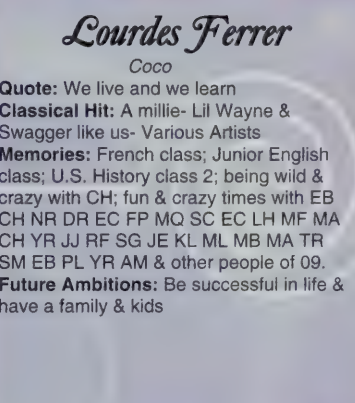 Lourdes Ferrer
Coco
Quote: We live and we learn
Classical Hit: A millie- Lil Wayne &
Swagger like us- Various Artists
Memories: French class; Junior English
class; U.S. History class 2; being wild &
crazy with CH; fun & crazy times with EB
CH NR DR EC FP MQ SC EC LH MF MA
CH YR JJ RF SG JE KL ML MB MA TR
SM EB PL YR AM & other people of 09.
Future Ambitions: Be successful in life &
have a family & kids